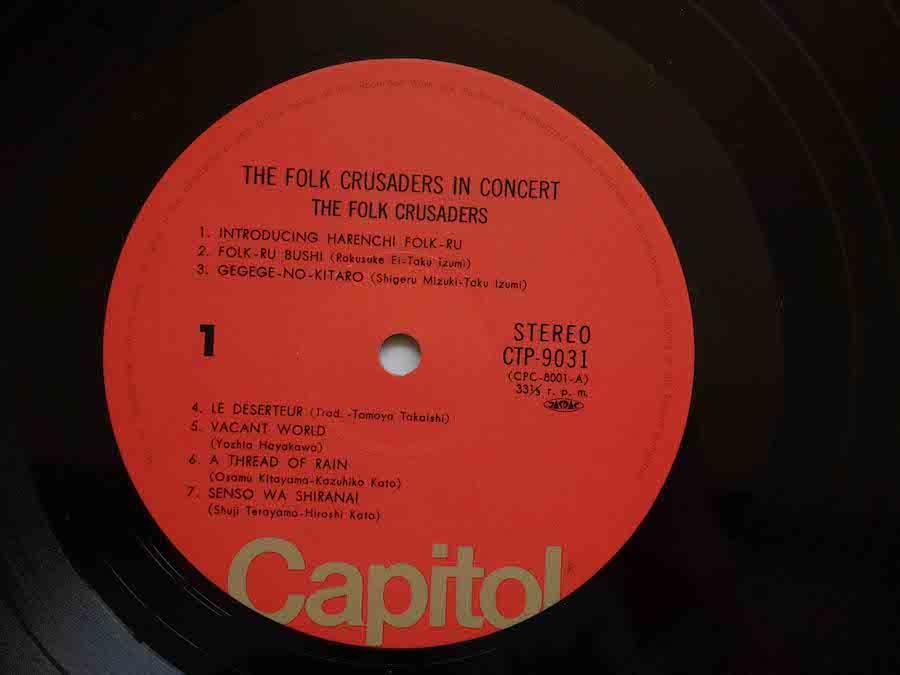 THE FOLK CRUSADERS IN CONCERT
THE FOLK CRUSADERS
1. INTRODUCING HARENCHI FOLK-RU
2. FOLK-RU BUSHI (Rokusuke Ei-Taku Izumi)
3. GEGEGE-NO-KITARO (Shigeru Mizuki-Taku Izumi)
1
STEREO
CTP-9031
(CPC-8001-A)
33⅓ r. p. m.
JASRAC
4. LE DESERTEUR (Trad. -Tomoya Takaishi)
5. VACANT WORLD
(Yoshio Hayakawa)
6. A THREAD OF RAIN
(Osamu Kitayama-Kazuhiko Kato)
7. SENSO WA SHIRANAI
(Shuji Terayama-Hiroshi Kato)
Capitol